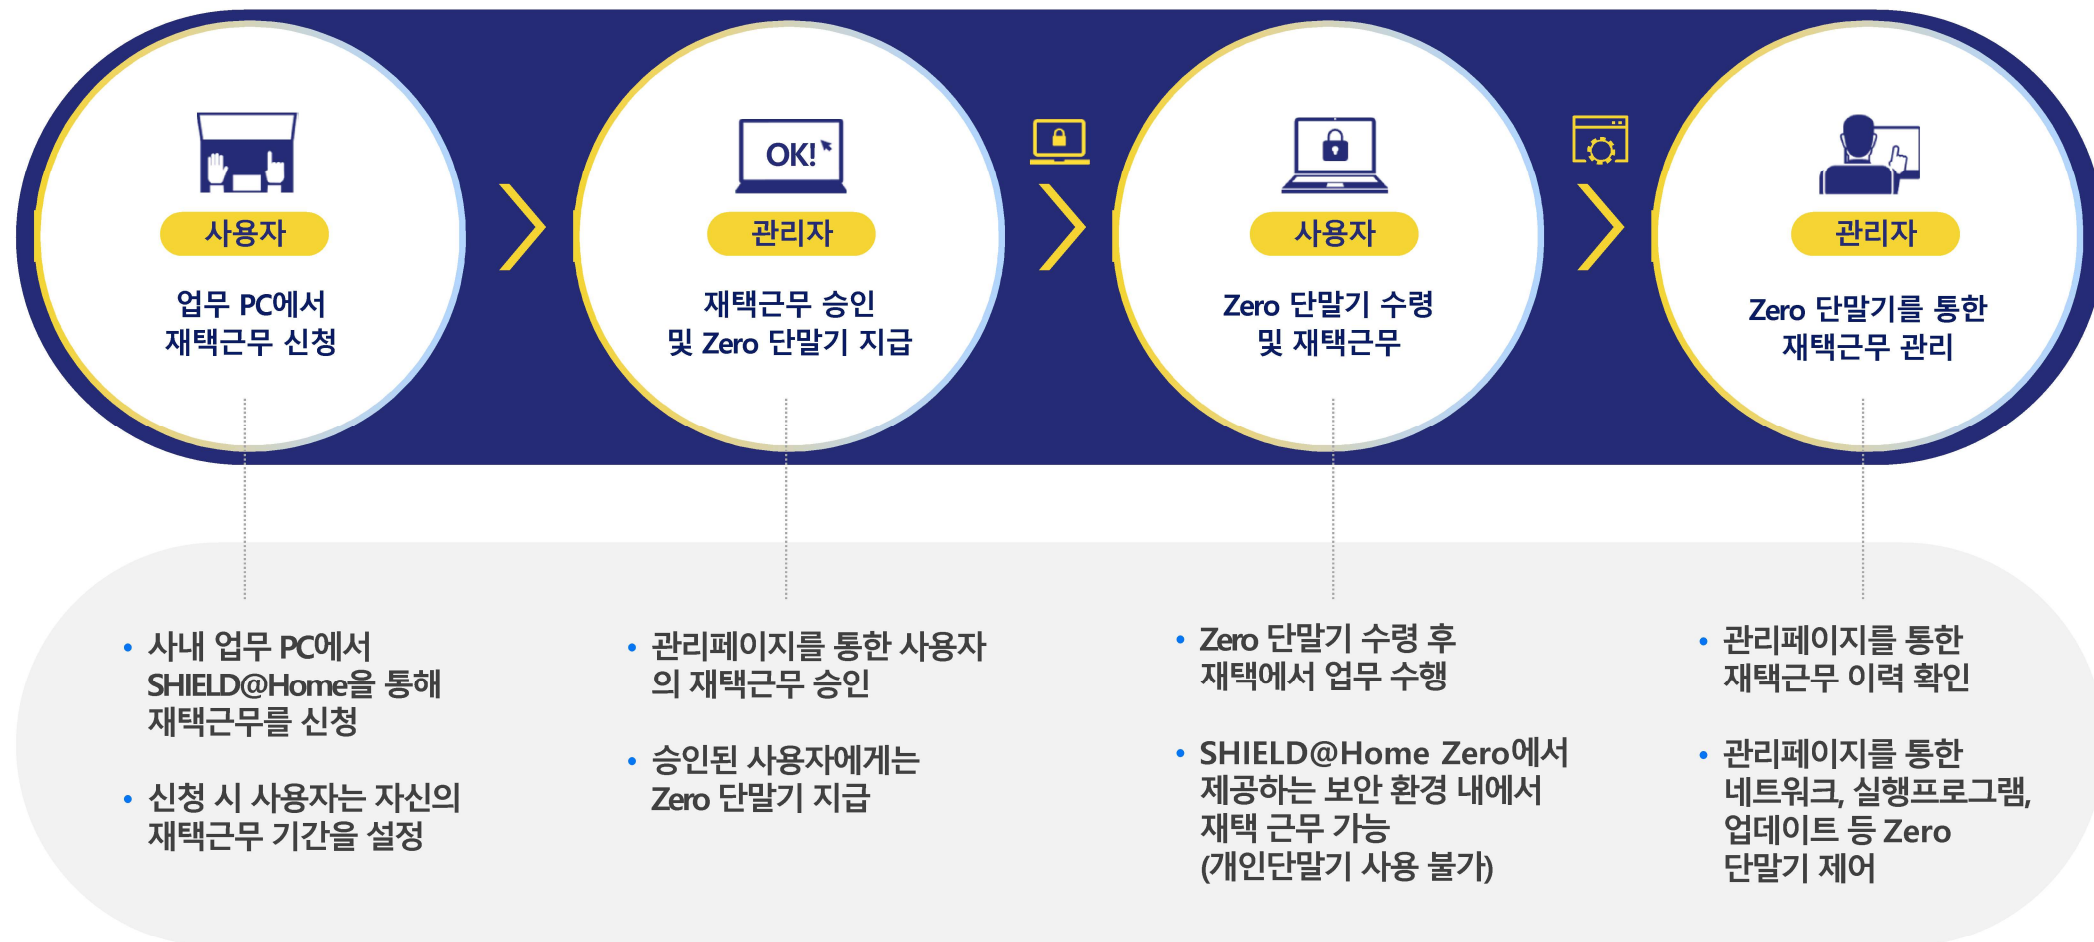 OK!
사용자
업무 PC에서
재택근무 신청
관리자
재택근무 승인
및 Zero 단말기 지급
사용자
Zero 단말기 수령
및 재택근무
관리자
Zero 단말기를 통한
재택근무 관리
• 사내 업무 PC에서
SHIELD@Home을 통해
재택근무를 신청
• 신청 시 사용자는 자신의
재택근무 기간을 설정
• 관리페이지를 통한 사용자
의 재택근무 승인
• 승인된 사용자에게는
Zero 단말기 지급
• Zero 단말기 수령 후
재택에서 업무 수행
• SHIELD@Home Zero에서
제공하는 보안 환경 내에서
재택 근무 가능
(개인단말기 사용 불가)
• 관리페이지를 통한
재택근무 이력 확인
• 관리페이지를 통한
네트워크, 실행프로그램,
업데이트 등 Zero
단말기 제어